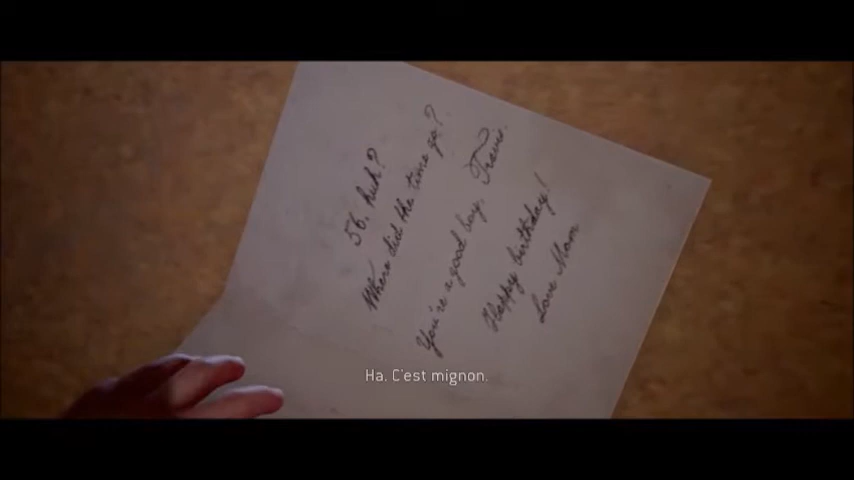 56, huh?
Where did the time go?
You're a good boy, Travis.
Happy birthday!
Love Mom
Ha. C'est mignon.